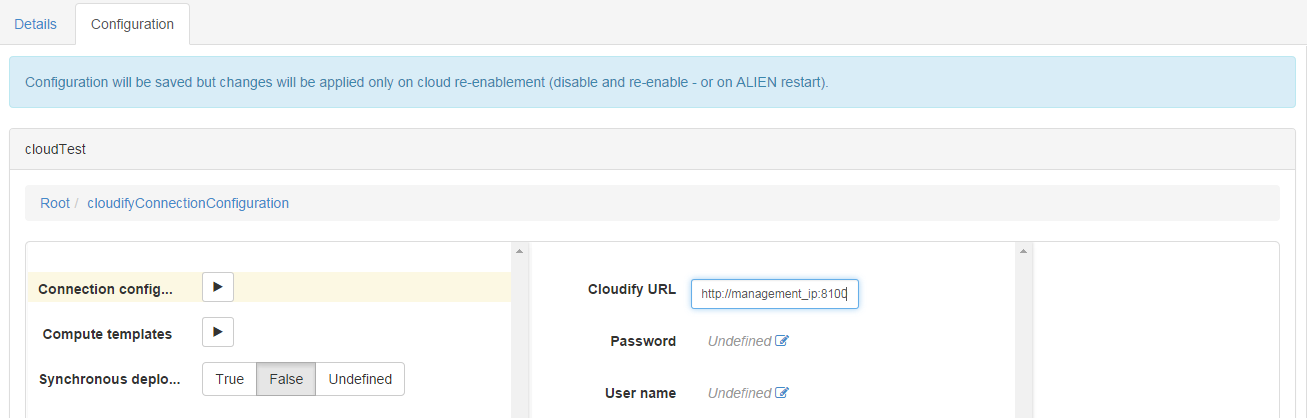 Details Configuration
Configuration will be saved but changes will be applied only on cloud re-enablement (disable and re-enable - or on ALIEN restart).
cloudTest
Root / cloudifyConnectionConfiguration
Connection config...
Compute templates
Synchronous deplo... True False Undefined
Cloudify URL http://management_ip:8100
Password Undefined
User name Undefined